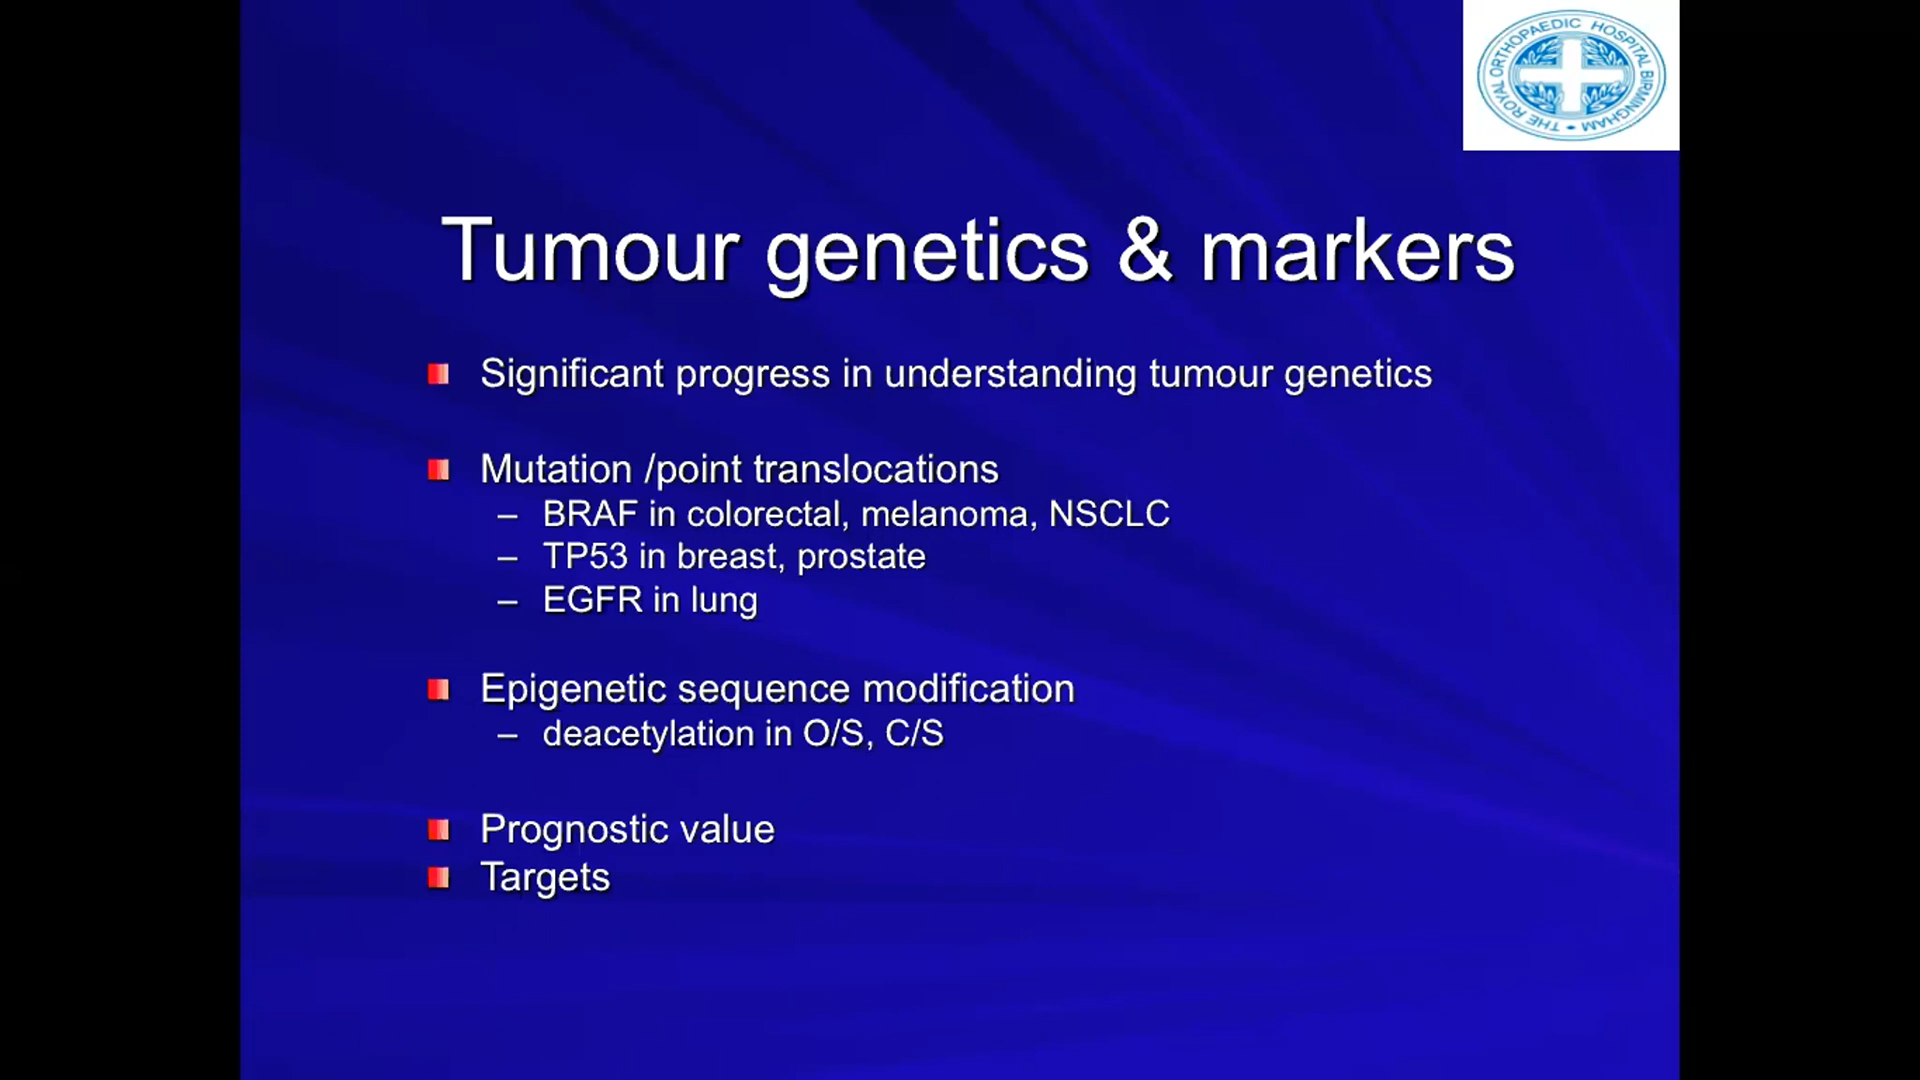 THE ROYAL ORTHOPAEDIC HOSPITAL BIRMINGHAM
Tumour genetics & markers
Significant progress in understanding tumour genetics
Mutation /point translocations
– BRAF in colorectal, melanoma, NSCLC
– TP53 in breast, prostate
– EGFR in lung
Epigenetic sequence modification
– deacetylation in O/S, C/S
Prognostic value
Targets